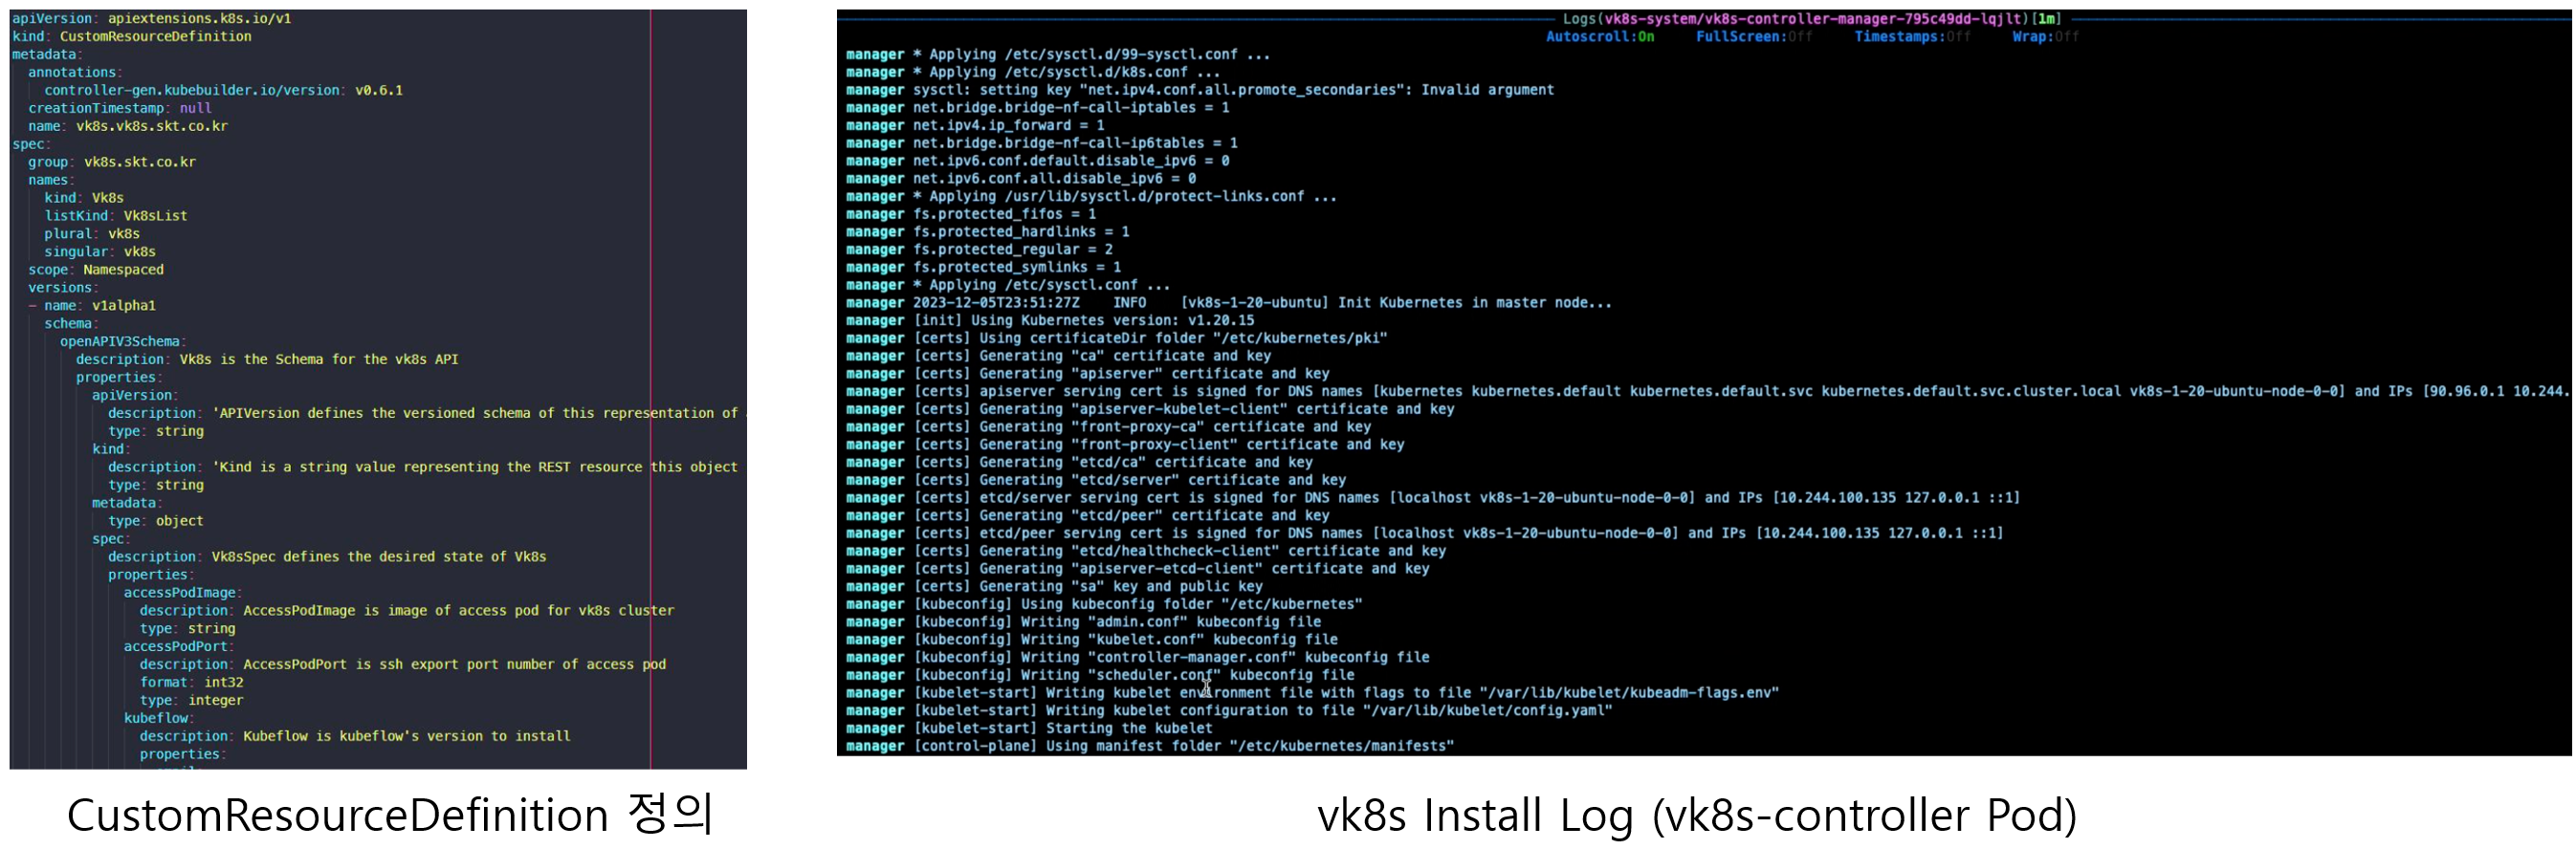 apiVersion: apiextensions.k8s.io/v1
kind: CustomResourceDefinition
metadata:
  annotations:
    controller-gen.kubebuilder.io/version: v0.6.1
  creationTimestamp: null
  name: vk8s.vk8s.skt.co.kr
spec:
  group: vk8s.skt.co.kr
  names:
    kind: Vk8s
    listKind: Vk8sList
    plural: vk8s
    singular: vk8s
  scope: Namespaced
  versions:
  - name: v1alpha1
    schema:
      openAPIV3Schema:
        description: Vk8s is the Schema for the vk8s API
        properties:
          apiVersion:
            description: 'APIVersion defines the versioned schema of this representation of
            type: string
          kind:
            description: 'Kind is a string value representing the REST resource this object
            type: string
          metadata:
            type: object
          spec:
            description: Vk8sSpec defines the desired state of Vk8s
            properties:
              accessPodImage:
                description: AccessPodImage is image of access pod for vk8s cluster
                type: string
              accessPodPort:
                description: AccessPodPort is ssh export port number of access pod
                format: int32
                type: integer
              kubeflow:
                description: Kubeflow is kubeflow's version to install
                properties:
CustomResourceDefinition 정의
Logs(vk8s-system/vk8s-controller-manager-795c49dd-lqjlt)[1m]
Autoscroll:On FullScreen:Off Timestamps:Off Wrap:Off
manager * Applying /etc/sysctl.d/99-sysctl.conf ...
manager * Applying /etc/sysctl.d/k8s.conf ...
manager sysctl: setting key "net.ipv4.conf.all.promote_secondaries": Invalid argument
manager net.bridge.bridge-nf-call-iptables = 1
manager net.ipv4.ip_forward = 1
manager net.bridge.bridge-nf-call-ip6tables = 1
manager net.ipv6.conf.default.disable_ipv6 = 0
manager net.ipv6.conf.all.disable_ipv6 = 0
manager * Applying /usr/lib/sysctl.d/protect-links.conf ...
manager fs.protected_fifos = 1
manager fs.protected_hardlinks = 1
manager fs.protected_regular = 2
manager fs.protected_symlinks = 1
manager * Applying /etc/sysctl.conf ...
manager 2023-12-05T23:51:27Z INFO [vk8s-1-20-ubuntu] Init Kubernetes in master node...
manager [init] Using Kubernetes version: v1.20.15
manager [certs] Using certificateDir folder "/etc/kubernetes/pki"
manager [certs] Generating "ca" certificate and key
manager [certs] Generating "apiserver" certificate and key
manager [certs] apiserver serving cert is signed for DNS names [kubernetes kubernetes.default kubernetes.default.svc kubernetes.default.svc.cluster.local vk8s-1-20-ubuntu-node-0-0] and IPs [90.96.0.1 10.244.
manager [certs] Generating "apiserver-kubelet-client" certificate and key
manager [certs] Generating "front-proxy-ca" certificate and key
manager [certs] Generating "front-proxy-client" certificate and key
manager [certs] Generating "etcd/ca" certificate and key
manager [certs] Generating "etcd/server" certificate and key
manager [certs] etcd/server serving cert is signed for DNS names [localhost vk8s-1-20-ubuntu-node-0-0] and IPs [10.244.100.135 127.0.0.1 ::1]
manager [certs] Generating "etcd/peer" certificate and key
manager [certs] etcd/peer serving cert is signed for DNS names [localhost vk8s-1-20-ubuntu-node-0-0] and IPs [10.244.100.135 127.0.0.1 ::1]
manager [certs] Generating "etcd/healthcheck-client" certificate and key
manager [certs] Generating "apiserver-etcd-client" certificate and key
manager [certs] Generating "sa" key and public key
manager [kubeconfig] Using kubeconfig folder "/etc/kubernetes"
manager [kubeconfig] Writing "admin.conf" kubeconfig file
manager [kubeconfig] Writing "kubelet.conf" kubeconfig file
manager [kubeconfig] Writing "controller-manager.conf" kubeconfig file
manager [kubeconfig] Writing "scheduler.conf" kubeconfig file
manager [kubelet-start] Writing kubelet environment file with flags to file "/var/lib/kubelet/kubeadm-flags.env"
manager [kubelet-start] Writing kubelet configuration to file "/var/lib/kubelet/config.yaml"
manager [kubelet-start] Starting the kubelet
manager [control-plane] Using manifest folder "/etc/kubernetes/manifests"
vk8s Install Log (vk8s-controller Pod)